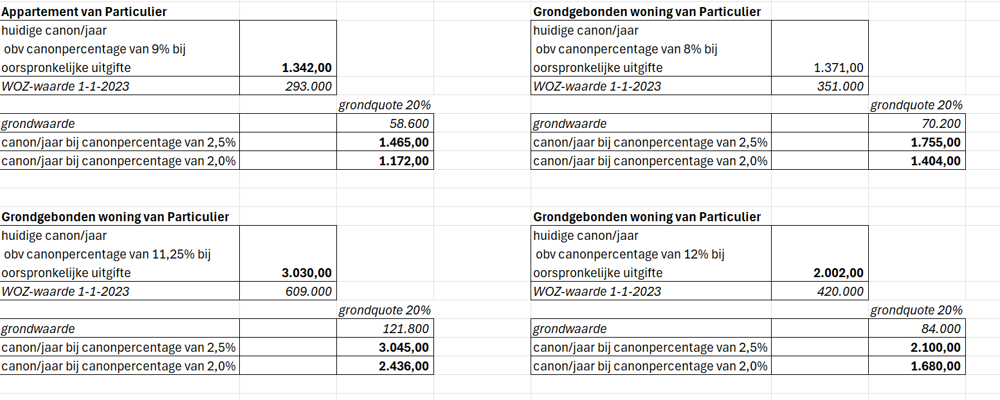 Appartement van Particulier
huidige canon/jaar
obv canonpercentage van 9% bij
oorspronkelijke uitgifte 1.342,00
WOZ-waarde 1-1-2023 293.000
grondquote 20%
grondwaarde 58.600
canon/jaar bij canonpercentage van 2,5% 1.465,00
canon/jaar bij canonpercentage van 2,0% 1.172,00
Grondgebonden woning van Particulier
huidige canon/jaar
obv canonpercentage van 8% bij
oorspronkelijke uitgifte 1.371,00
WOZ-waarde 1-1-2023 351.000
grondquote 20%
grondwaarde 70.200
canon/jaar bij canonpercentage van 2,5% 1.755,00
canon/jaar bij canonpercentage van 2,0% 1.404,00
Grondgebonden woning van Particulier
huidige canon/jaar
obv canonpercentage van 11,25% bij
oorspronkelijke uitgifte 3.030,00
WOZ-waarde 1-1-2023 609.000
grondquote 20%
grondwaarde 121.800
canon/jaar bij canonpercentage van 2,5% 3.045,00
canon/jaar bij canonpercentage van 2,0% 2.436,00
Grondgebonden woning van Particulier
huidige canon/jaar
obv canonpercentage van 12% bij
oorspronkelijke uitgifte 2.002,00
WOZ-waarde 1-1-2023 420.000
grondquote 20%
grondwaarde 84.000
canon/jaar bij canonpercentage van 2,5% 2.100,00
canon/jaar bij canonpercentage van 2,0% 1.680,00